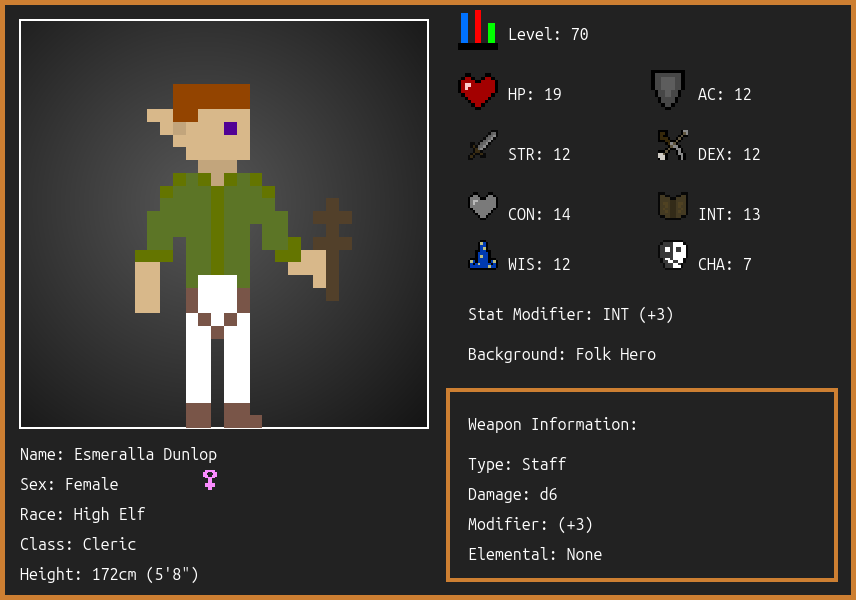 Level: 70
HP: 19
AC: 12
STR: 12
DEX: 12
CON: 14
INT: 13
WIS: 12
CHA: 7
Stat Modifier: INT (+3)
Background: Folk Hero
Weapon Information:
Type: Staff
Damage: d6
Modifier: (+3)
Elemental: None
Name: Esmeralla Dunlop
Sex: Female
Race: High Elf
Class: Cleric
Height: 172cm (5'8")